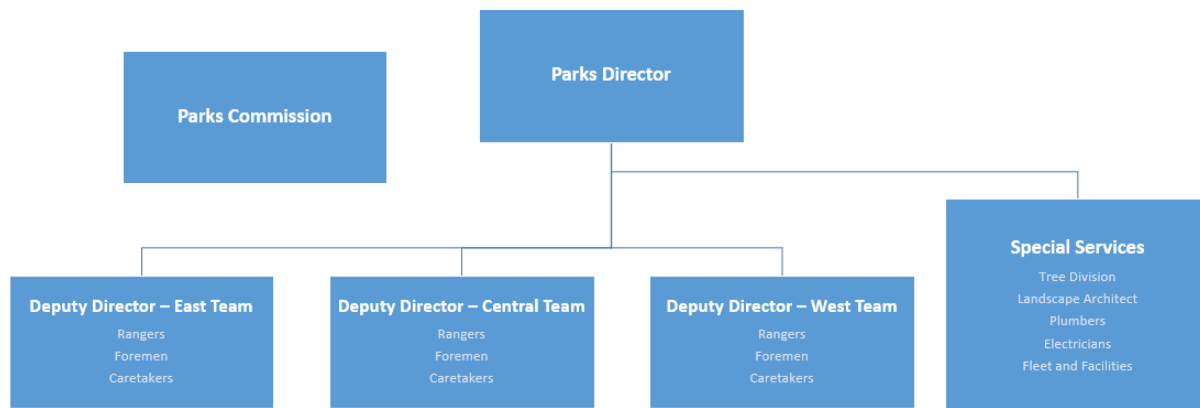 Parks Director
Parks Commission
Special Services
Tree Division
Landscape Architect
Plumbers
Electricians
Fleet and Facilities
Deputy Director – East Team
Rangers
Foremen
Caretakers
Deputy Director – Central Team
Rangers
Foremen
Caretakers
Deputy Director – West Team
Rangers
Foremen
Caretakers